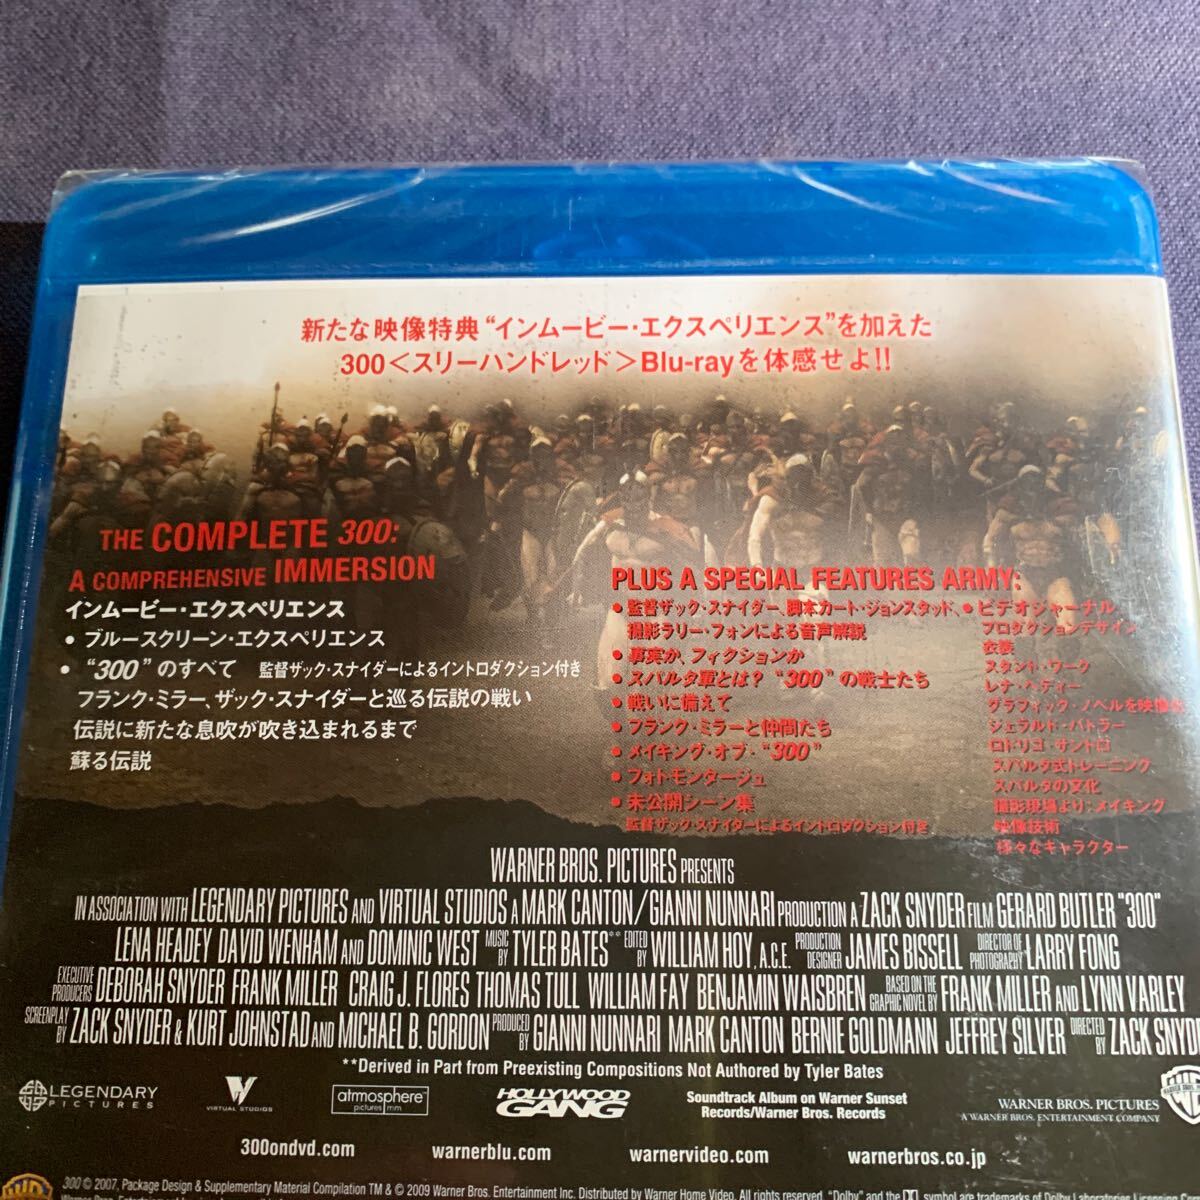 新たな映像特典“インムービー・エクスペリエンス”を加えた
300＜スリーハンドレッド＞Blu-rayを体感せよ!!
THE COMPLETE 300:
A COMPREHENSIVE IMMERSION
インムービー・エクスペリエンス
• ブルースクリーン・エクスペリエンス
• “300”のすべて 監督ザック・スナイダーによるイントロダクション付き
フランク・ミラー、ザック・スナイダーと巡る伝説の戦い
伝説に新たな息吹が吹き込まれるまで
蘇る伝説
PLUS A SPECIAL FEATURES ARMY:
• 監督ザック・スナイダー、脚本カート・ジョンスタッド、
撮影ラリー・フォンによる音声解説
• 事実か、フィクションか
• スパルタ軍とは？“300”の戦士たち
• 戦いに備えて
• フランク・ミラーと仲間たち
• メイキング・オブ・“300”
• フォトモンタージュ
• 未公開シーン集
監督ザック・スナイダーによるイントロダクション付き
• ビデオジャーナル、
プロダクションデザイン
衣装
スタント・ワーク
レナ・ヘディー
グラフィック・ノベルを映像化
ジェラルド・バトラー
ロドリゴ・サントロ
スパルタ式トレーニング
スパルタの文化
撮影現場より：メイキング
映像技術
様々なキャラクター
WARNER BROS. PICTURES PRESENTS
IN ASSOCIATION WITH LEGENDARY PICTURES AND VIRTUAL STUDIOS A MARK CANTON/GIANNI NUNNARI PRODUCTION A ZACK SNYDER FILM GERARD BUTLER "300"
LENA HEADEY DAVID WENHAM AND DOMINIC WEST MUSIC BY TYLER BATES** EDITED BY WILLIAM HOY, A.C.E. PRODUCTION DESIGNER JAMES BISSELL DIRECTOR OF PHOTOGRAPHY LARRY FONG
EXECUTIVE PRODUCERS DEBORAH SNYDER FRANK MILLER CRAIG J. FLORES THOMAS TULL WILLIAM FAY BENJAMIN WAISBREN BASED ON THE GRAPHIC NOVEL BY FRANK MILLER AND LYNN VARLEY
SCREENPLAY BY ZACK SNYDER & KURT JOHNSTAD AND MICHAEL B. GORDON PRODUCED BY GIANNI NUNNARI MARK CANTON BERNIE GOLDMANN JEFFREY SILVER DIRECTED BY ZACK SNYD
**Derived in Part from Preexisting Compositions Not Authored by Tyler Bates
LEGENDARY
PICTURES
VIRTUAL STUDIOS
atmosphere
pictures mm
HOLLYWOOD
GANG
Soundtrack Album on Warner Sunset
Records/Warner Bros. Records
WARNER BROS. PICTURES
A WARNER BROS. ENTERTAINMENT COMPANY
300ondvd.com warnerblu.com warnervideo.com warnerbros.co.jp
300 © 2007, Package Design & Supplementary Material Compilation TM & © 2009 Warner Bros. Entertainment Inc. Distributed by Warner Home Video. All rights reserved. "Dolby" and the symbol are trademarks of Dolby Laboratories Licensing